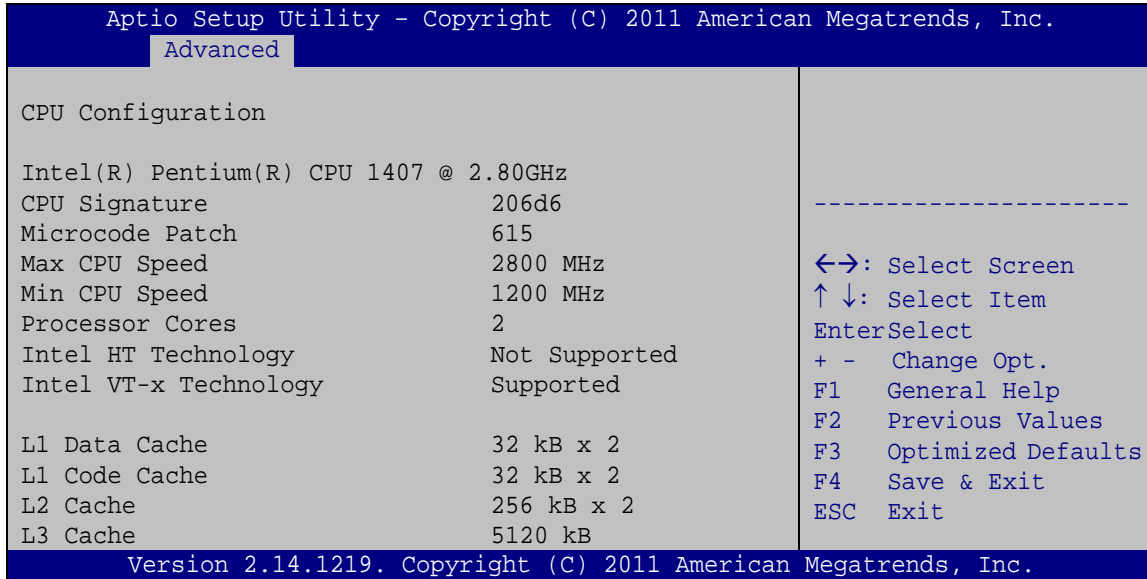 Aptio Setup Utility – Copyright (C) 2011 American Megatrends, Inc.
Advanced
CPU Configuration
Intel(R) Pentium(R) CPU 1407 @ 2.80GHz
CPU Signature 206d6
Microcode Patch 615
Max CPU Speed 2800 MHz
Min CPU Speed 1200 MHz
Processor Cores 2
Intel HT Technology Not Supported
Intel VT-x Technology Supported
L1 Data Cache 32 kB x 2
L1 Code Cache 32 kB x 2
L2 Cache 256 kB x 2
L3 Cache 5120 kB
----------------------
←→: Select Screen
↑ ↓: Select Item
EnterSelect
+ - Change Opt.
F1 General Help
F2 Previous Values
F3 Optimized Defaults
F4 Save & Exit
ESC Exit
Version 2.14.1219. Copyright (C) 2011 American Megatrends, Inc.